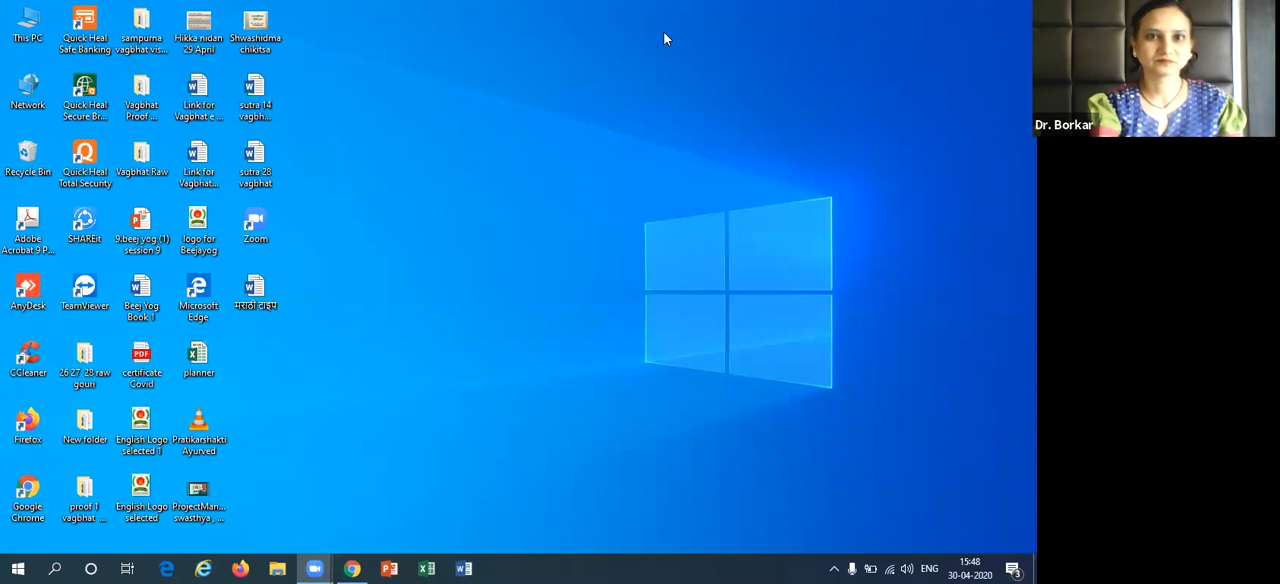 This PC
Quick Heal
Safe Banking
sampurna
vagbhat vis...
Hikka nidan
29 April
Shwashidma
chikitsa
Network
Quick Heal
Secure Br...
Vagbhat
Proof ...
Link for
Vagbhat e ...
sutra 14
vagbh...
Recycle Bin
Quick Heal
Total Security
Vagbhat Raw
Link for
Vagbhat...
sutra 28
vagbhat
Adobe
Acrobat 9 P...
SHAREit
9.beej yog (1)
session 9
logo for
Beejayog
Zoom
AnyDesk
TeamViewer
Beej Yog
Book 1
Microsoft
Edge
मराठी टाइप
CCleaner
26 27 28 raw
gouri
PDF
certificate
Covid
planner
Firefox
New folder
English Logo
selected 1
Pratikarshakti
Ayurved
Google
Chrome
proof 1
vagbhat ...
English Logo
selected
ProjectMan...
swasthya , ...
Dr. Borkar
ENG
15:48
30-04-2020
3